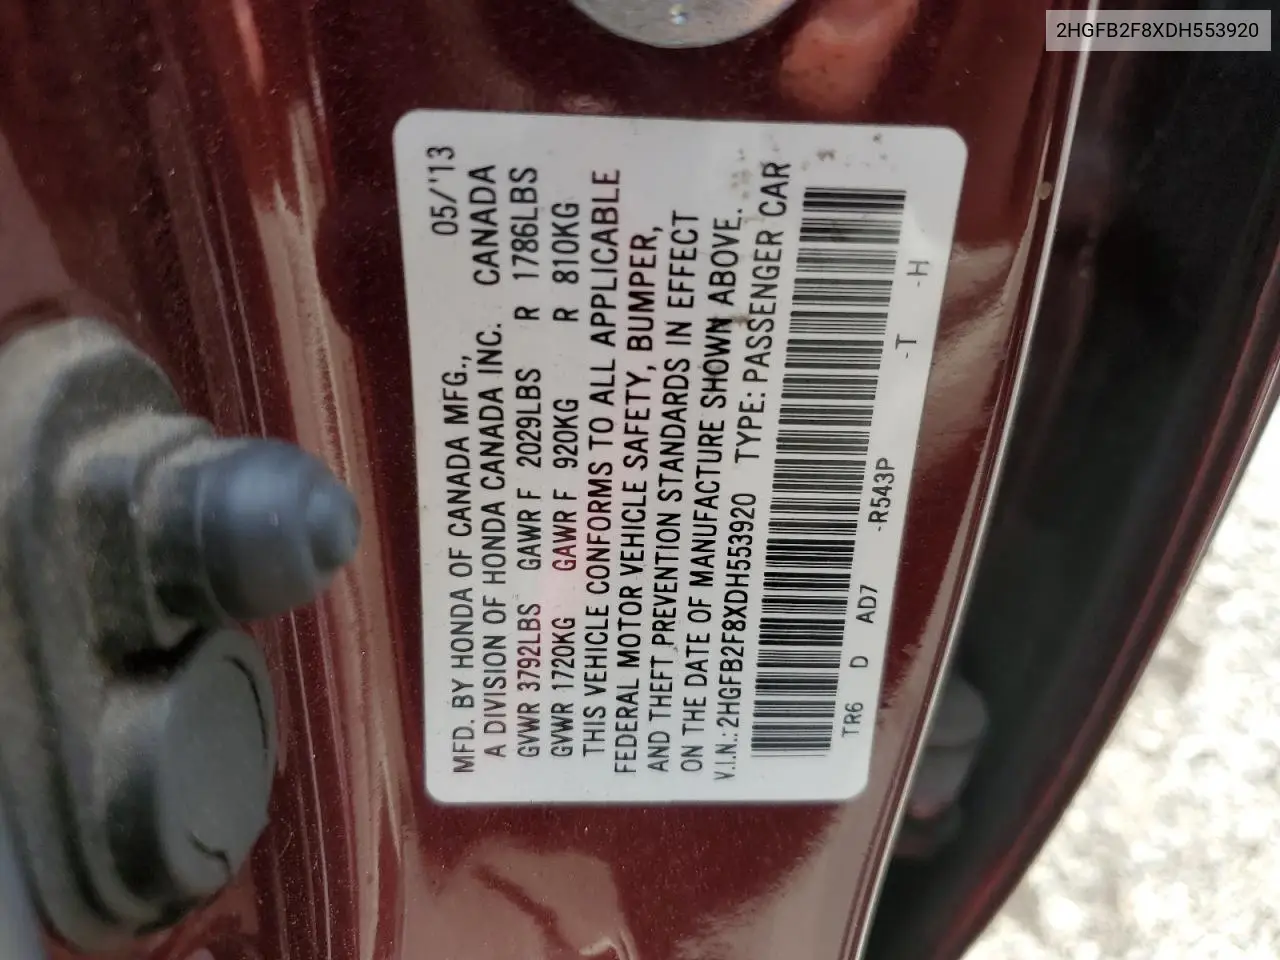 2HGFB2F8XDH553920
MFD. BY HONDA OF CANADA MFG., 05/'13
A DIVISION OF HONDA CANADA INC. CANADA
GVWR 3792LBS GAWR F 2029LBS R 1786LBS
GVWR 1720KG GAWR F 920KG R 810KG
THIS VEHICLE CONFORMS TO ALL APPLICABLE
FEDERAL MOTOR VEHICLE SAFETY, BUMPER,
AND THEFT PREVENTION STANDARDS IN EFFECT
ON THE DATE OF MANUFACTURE SHOWN ABOVE.
V.I.N.: 2HGFB2F8XDH553920 TYPE: PASSENGER CAR
TR6 D AD7 -R543P -T -H